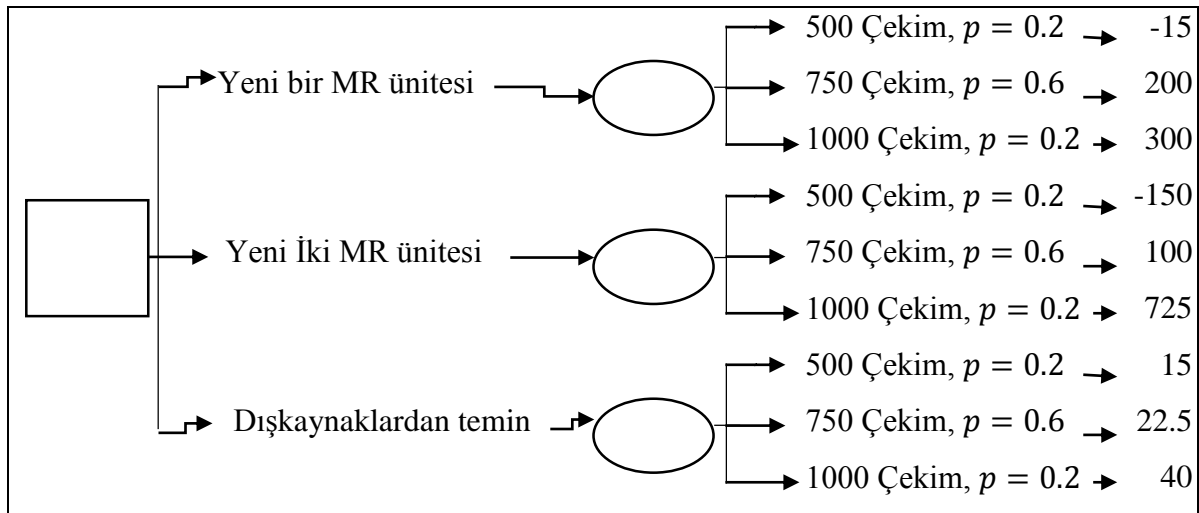 500 Çekim, p = 0.2 -15
Yeni bir MR ünitesi 750 Çekim, p = 0.6 200
1000 Çekim, p = 0.2 300
500 Çekim, p = 0.2 -150
Yeni İki MR ünitesi 750 Çekim, p = 0.6 100
1000 Çekim, p = 0.2 725
500 Çekim, p = 0.2 15
Dışkaynaklardan temin 750 Çekim, p = 0.6 22.5
1000 Çekim, p = 0.2 40